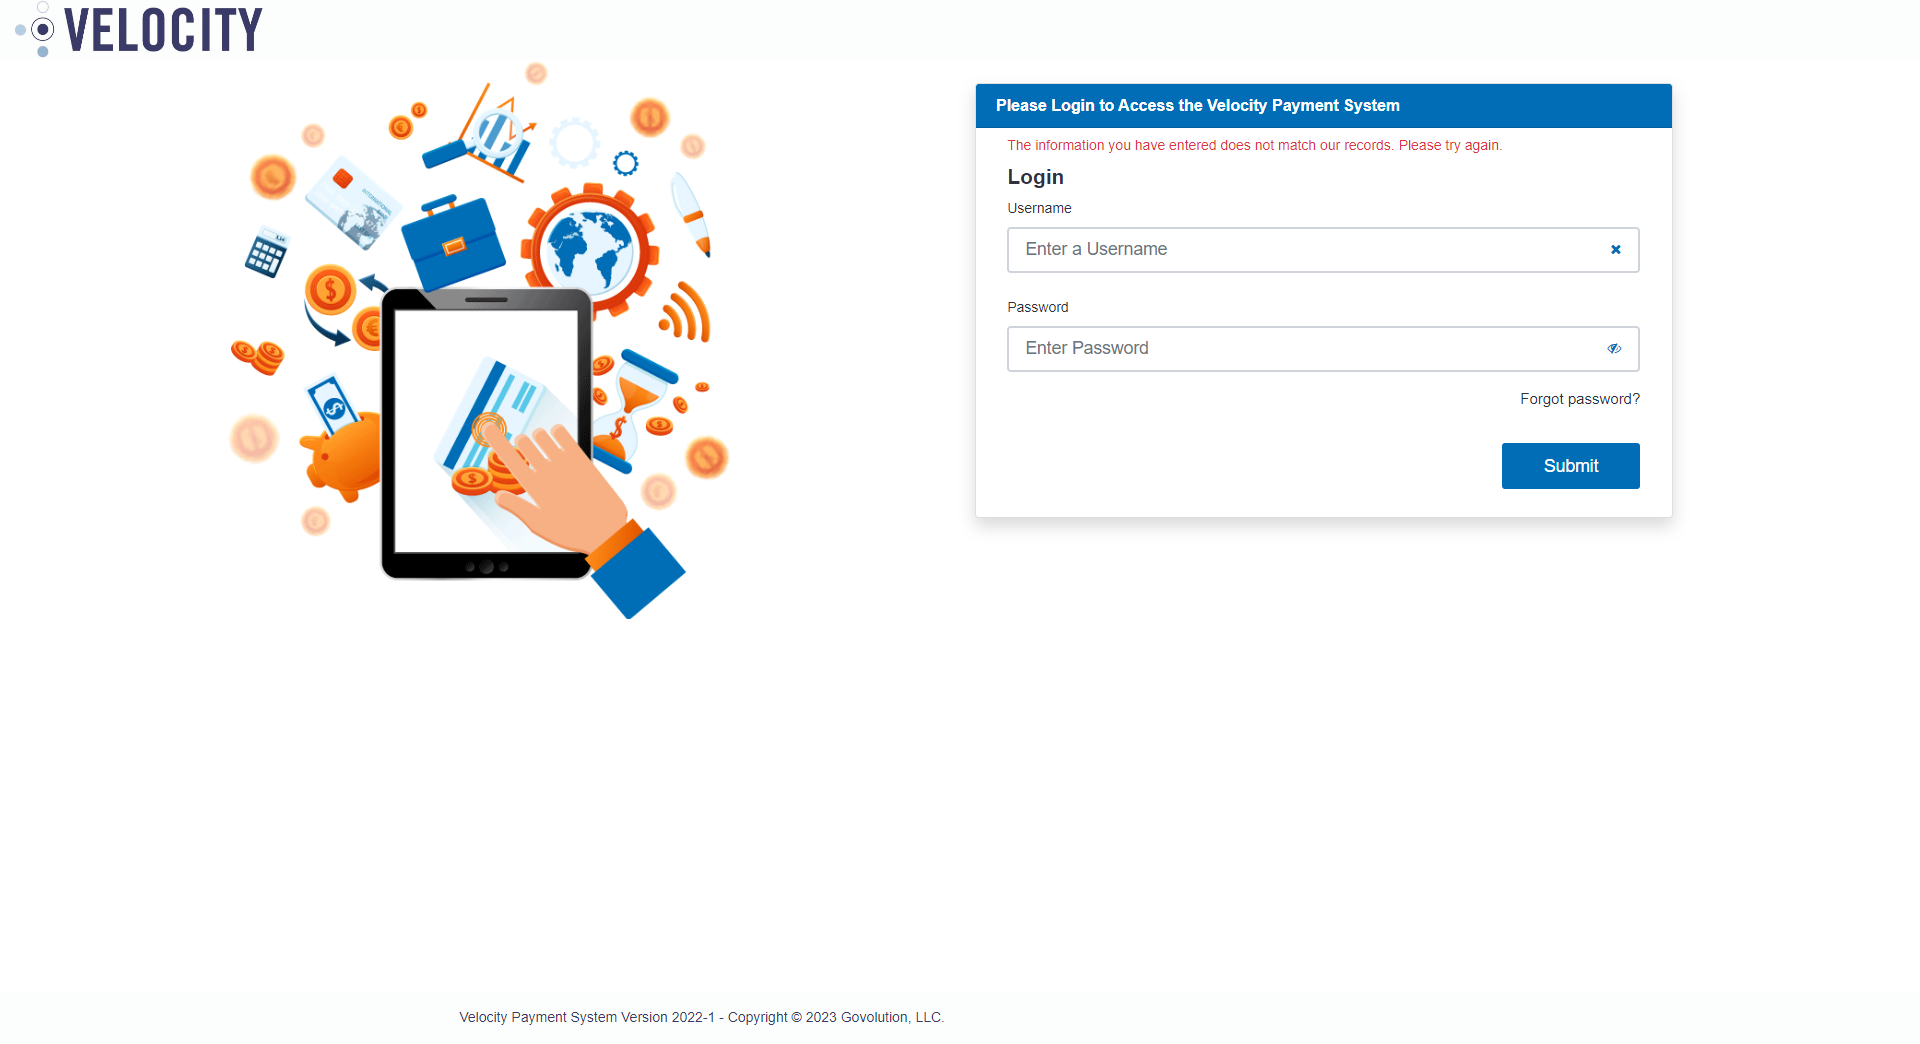 VELOCITY
Please Login to Access the Velocity Payment System
The information you have entered does not match our records. Please try again.
Login
Username
Enter a Username
Password
Enter Password
Forgot password?
Submit
Velocity Payment System Version 2022-1 - Copyright © 2023 Govolution, LLC.